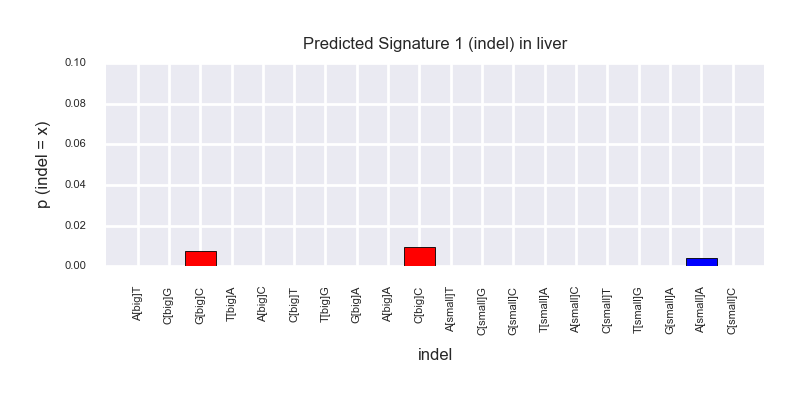 Predicted Signature 1 (indel) in liver
p (indel = x)
0.10
0.08
0.06
0.04
0.02
0.00
A[big]T
C[big]G
G[big]C
T[big]A
A[big]C
C[big]T
T[big]G
G[big]A
A[big]A
C[big]C
A[small]T
C[small]G
G[small]C
T[small]A
A[small]C
C[small]T
T[small]G
G[small]A
A[small]A
C[small]C
indel